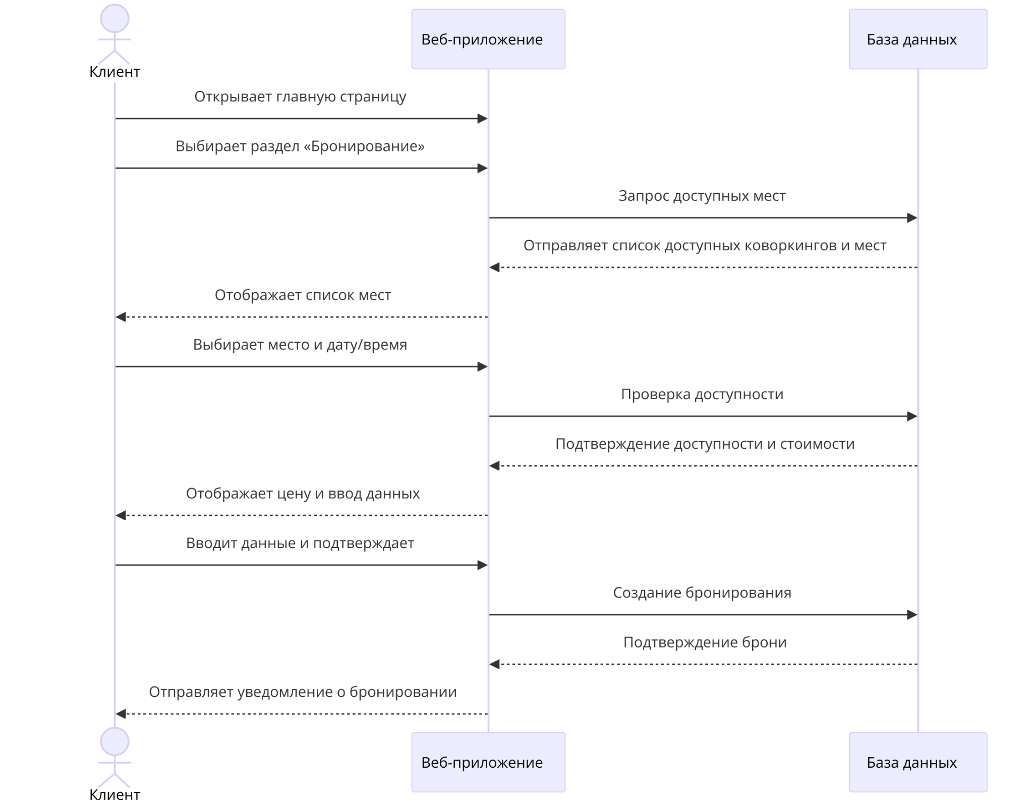 Веб-приложение
База данных
Клиент
Открывает главную страницу
Выбирает раздел «Бронирование»
Запрос доступных мест
Отправляет список доступных коворкингов и мест
Отображает список мест
Выбирает место и дату/время
Проверка доступности
Подтверждение доступности и стоимости
Отображает цену и ввод данных
Вводит данные и подтверждает
Создание бронирования
Подтверждение брони
Отправляет уведомление о бронировании
Веб-приложение
База данных
Клиент